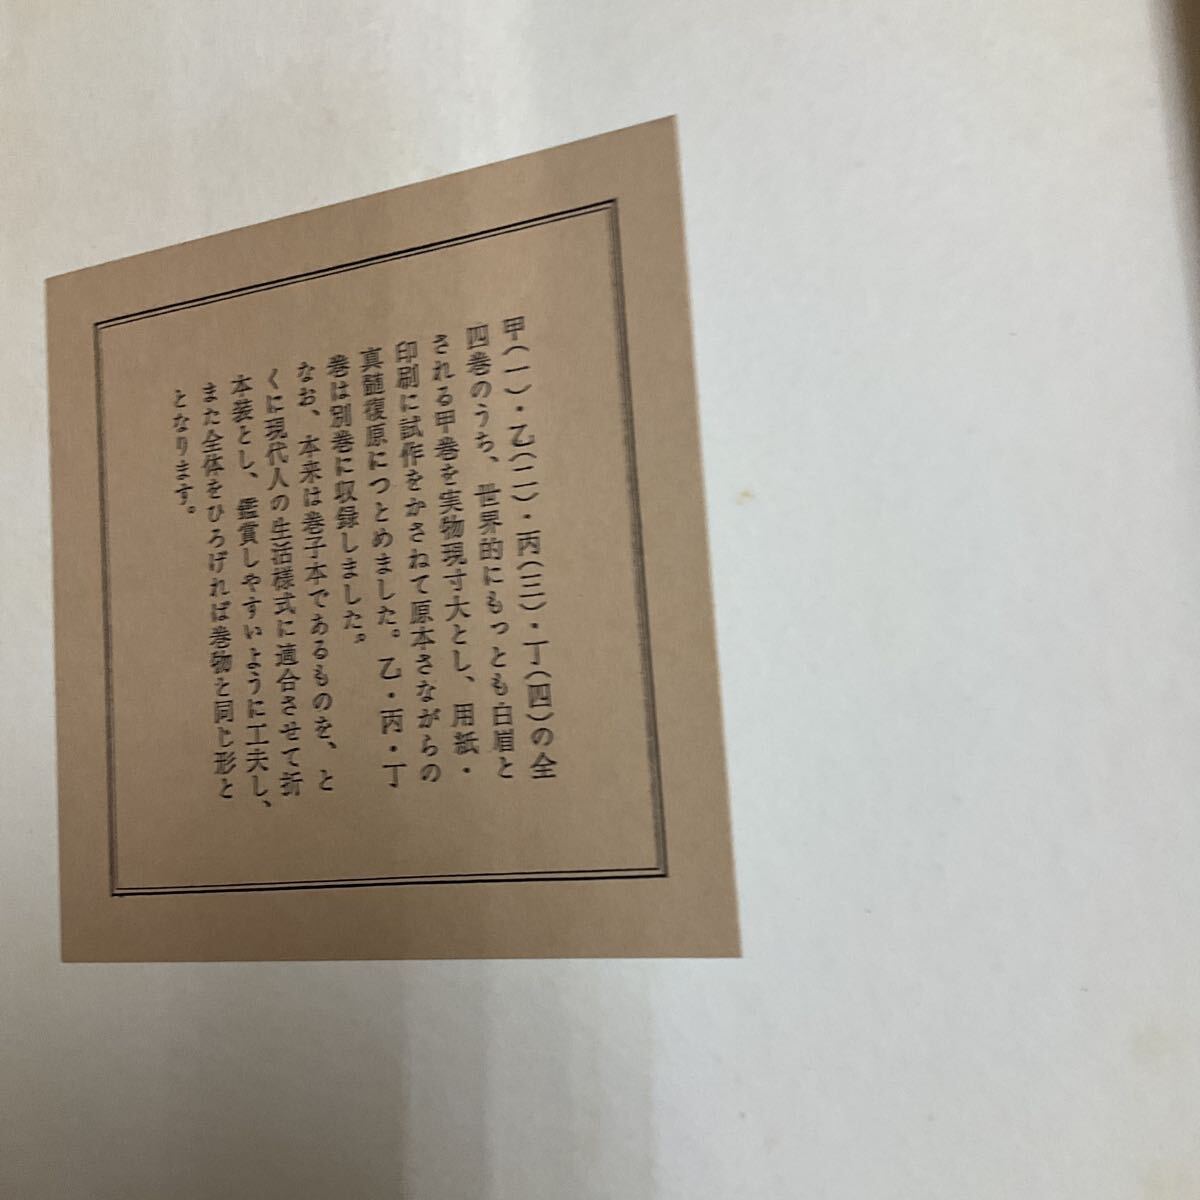 甲(一)・乙(二)・丙(三)・丁(四)の全
四巻のうち、世界的にもっとも白眉と
される甲巻を実物現寸大とし、用紙・
印刷に試作をかさねて原本さながらの
真髄復原につとめました。乙・丙・丁
巻は別巻に収録しました。
なお、本来は巻子本であるものを、と
くに現代人の生活様式に適合させて折
本装とし、鑑賞しやすいように工夫し、
また全体をひろげれば巻物と同じ形と
となります。